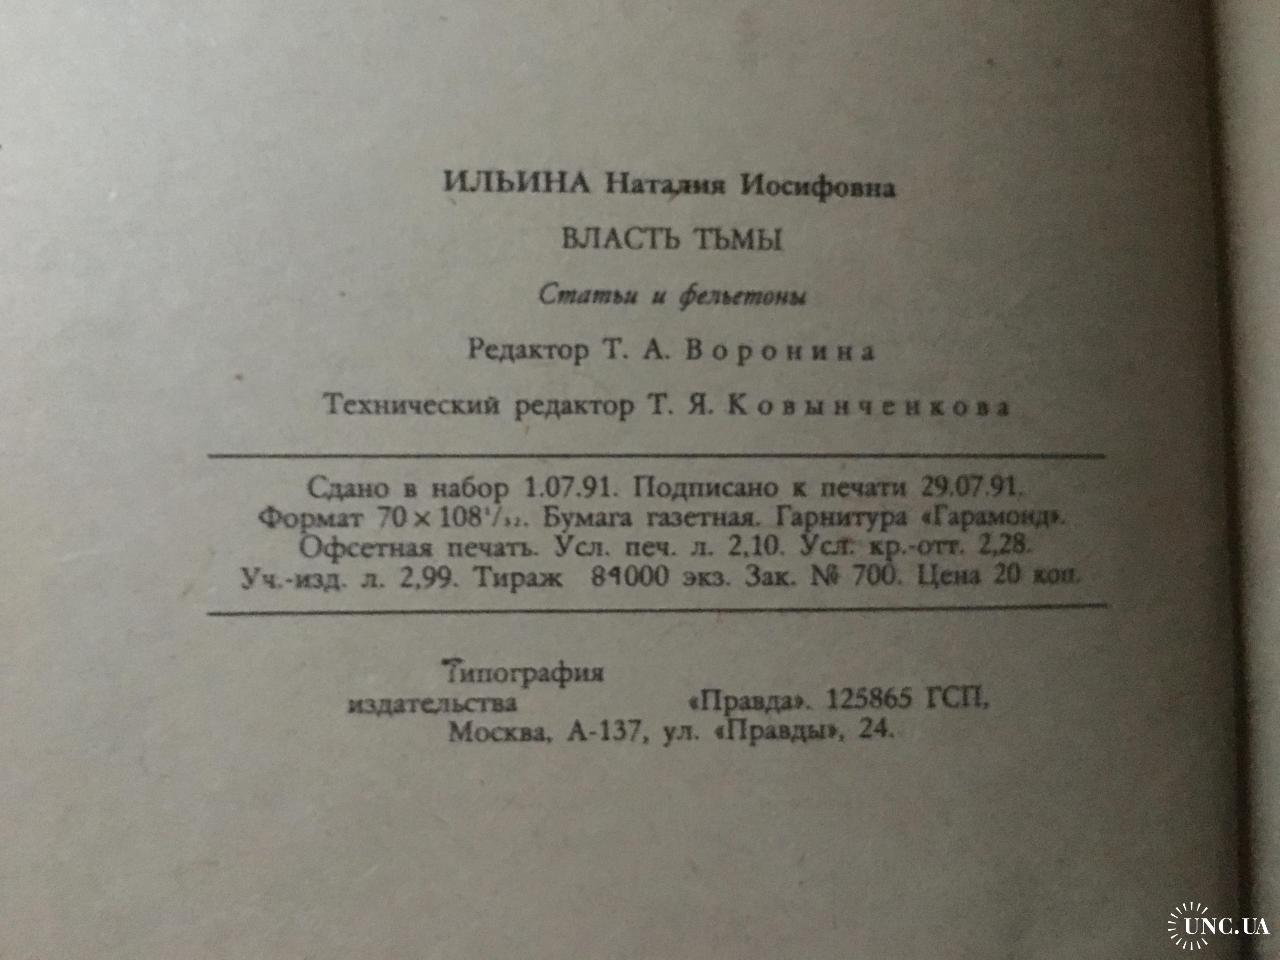 ИЛЬИНА Наталия Иосифовна
ВЛАСТЬ ТЬМЫ
Статьи и фельетоны
Редактор Т. А. Воронина
Технический редактор Т. Я. Ковынченкова
Сдано в набор 1.07.91. Подписано к печати 29.07.91.
Формат 70×108¹/₃₂. Бумага газетная. Гарнитура «Гарамонд».
Офсетная печать. Усл. печ. л. 2,10. Усл. кр.-отт. 2,28.
Уч.-изд. л. 2,99. Тираж экз. Зак. № 700. Цена 20 коп.
Типография
издательства «Правда». 125865 ГСП,
Москва, А-137, ул. «Правды», 24.
UNC.UA